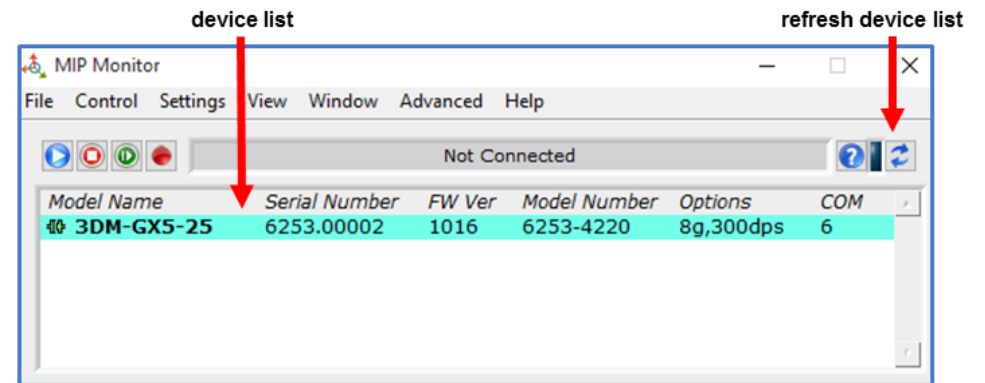 device list
refresh device list
MIP Monitor
File Control Settings View Window Advanced Help
Not Connected
Model Name Serial Number FW Ver Model Number Options COM
3DM-GX5-25 6253.00002 1016 6253-4220 8g,300dps 6